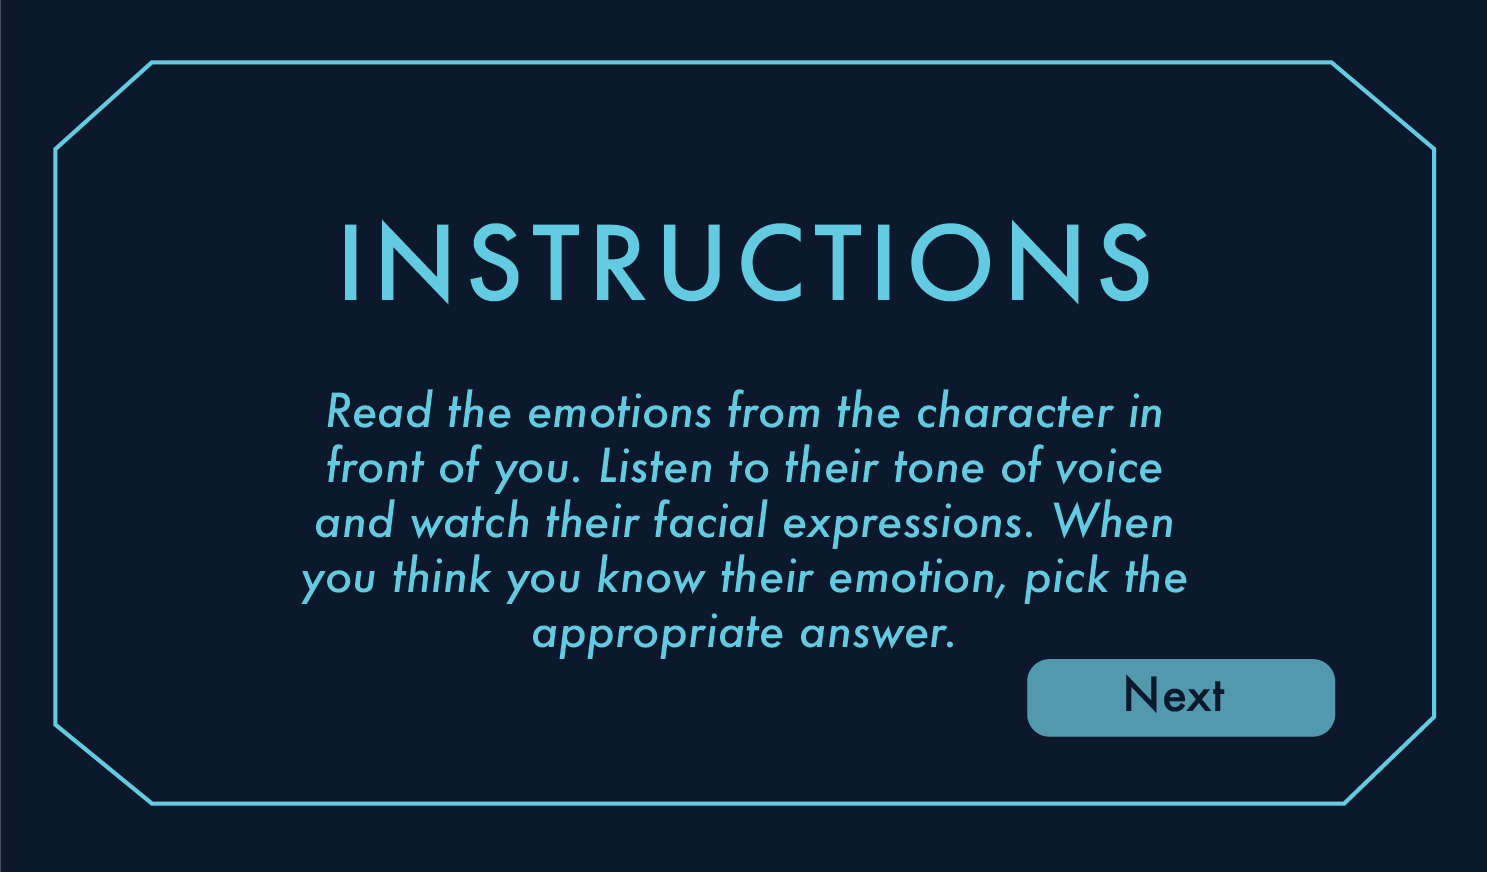 INSTRUCTIONS
Read the emotions from the character in
front of you. Listen to their tone of voice
and watch their facial expressions. When
you think you know their emotion, pick the
appropriate answer.
Next